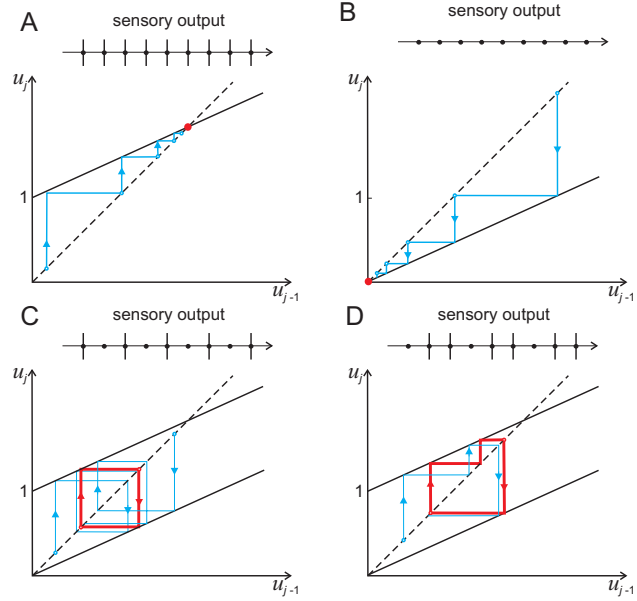 A
sensory output
u_j
1
u_{j-1}
B
sensory output
u_j
1
u_{j-1}
C
sensory output
u_j
1
u_{j-1}
D
sensory output
u_j
1
u_{j-1}